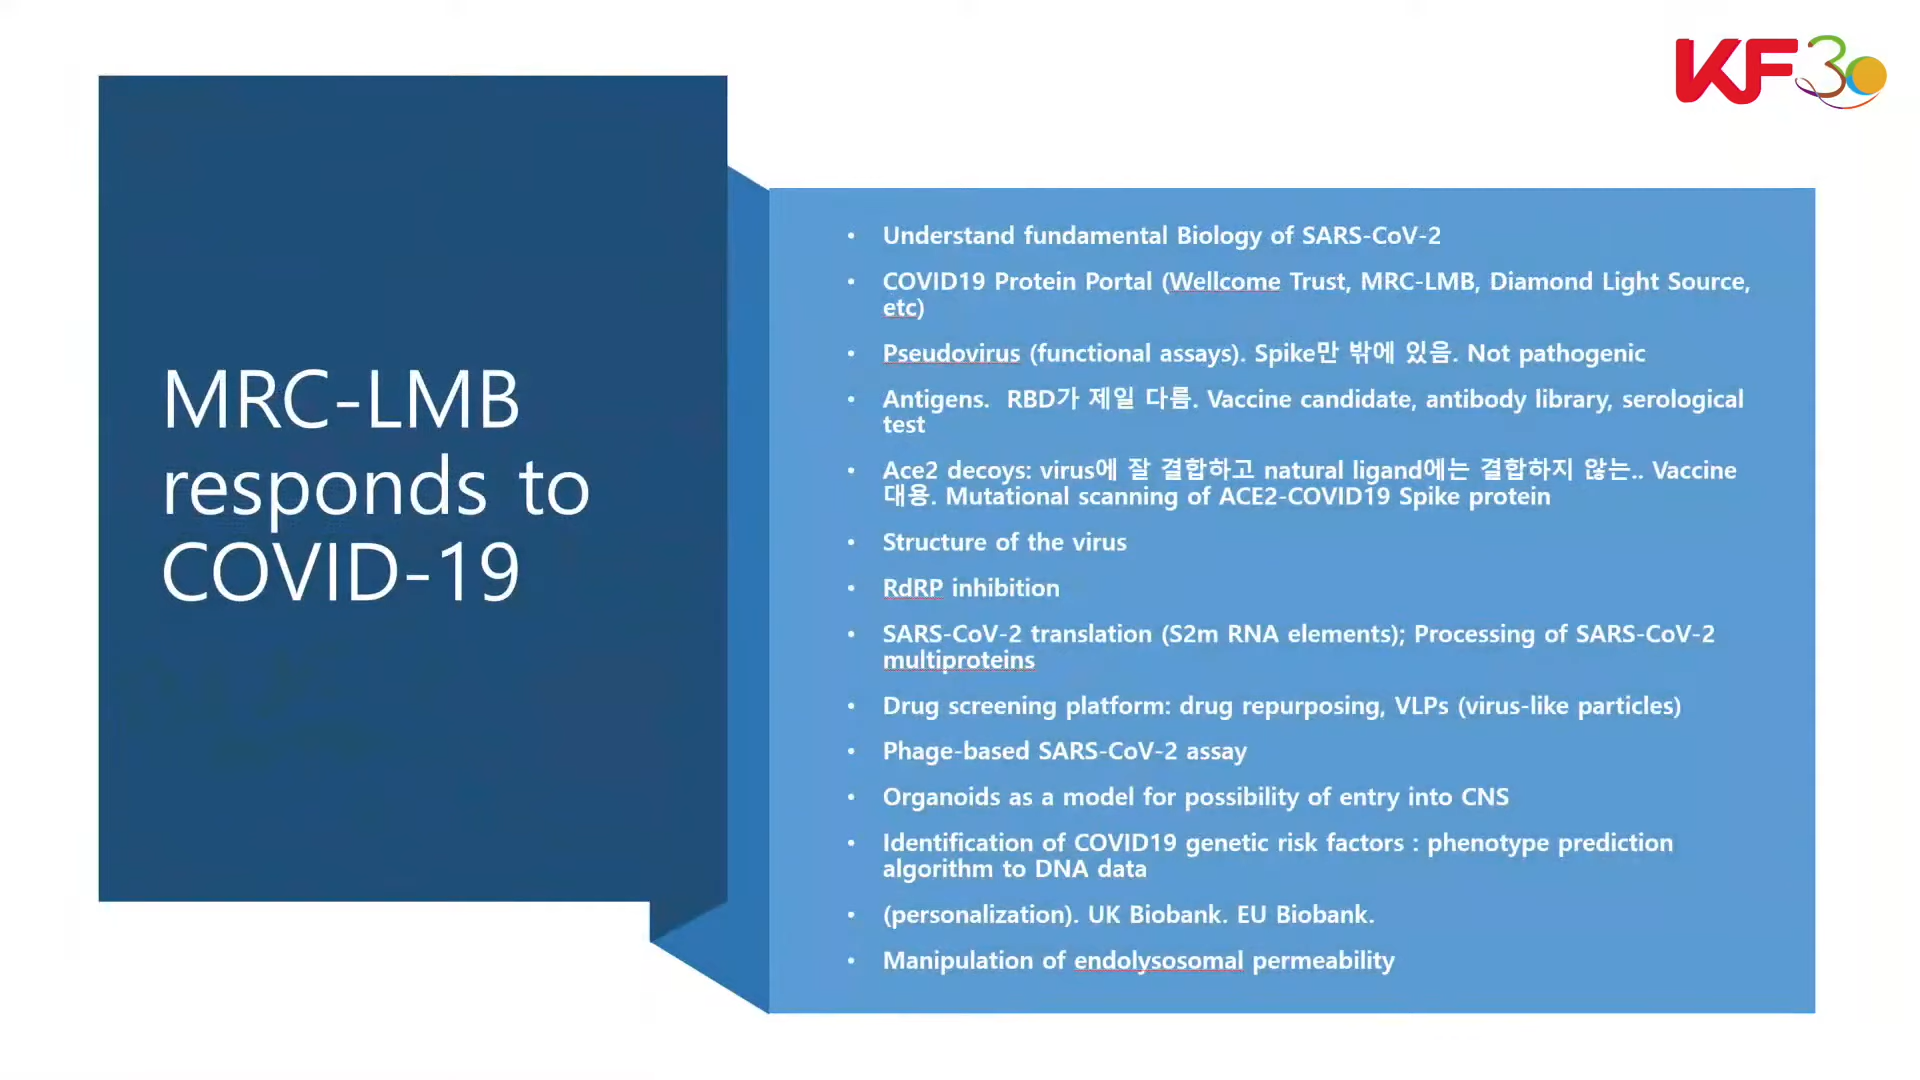 KF30
MRC-LMB
responds to
COVID-19
• Understand fundamental Biology of SARS-CoV-2
• COVID19 Protein Portal (Wellcome Trust, MRC-LMB, Diamond Light Source,
etc)
• Pseudovirus (functional assays). Spike만 밖에 있음. Not pathogenic
• Antigens.  RBD가 제일 다름. Vaccine candidate, antibody library, serological
test
• Ace2 decoys: virus에 잘 결합하고 natural ligand에는 결합하지 않는.. Vaccine
대용. Mutational scanning of ACE2-COVID19 Spike protein
• Structure of the virus
• RdRP inhibition
• SARS-CoV-2 translation (S2m RNA elements); Processing of SARS-CoV-2
multiproteins
• Drug screening platform: drug repurposing, VLPs (virus-like particles)
• Phage-based SARS-CoV-2 assay
• Organoids as a model for possibility of entry into CNS
• Identification of COVID19 genetic risk factors : phenotype prediction
algorithm to DNA data
• (personalization). UK Biobank. EU Biobank.
• Manipulation of endolysosomal permeability